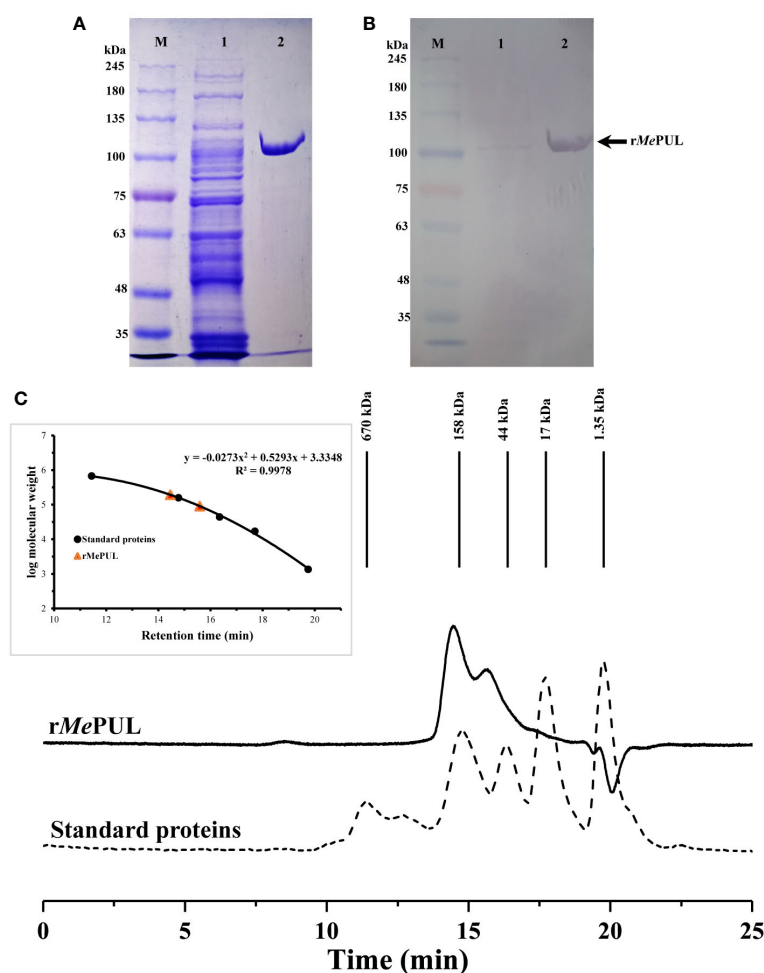 A
B
kDa
M
1
2
245
180
135
100
75
63
48
35
kDa
M
1
2
245
180
135
100
75
63
48
35
rMePUL
C
670 kDa
158 kDa
44 kDa
17 kDa
1.35 kDa
y = -0.0273x² + 0.5293x + 3.3348
R² = 0.9978
log molecular weight
7
6
5
4
3
2
Standard proteins
rMePUL
10
12
14
16
18
20
Retention time (min)
rMePUL
Standard proteins
0
5
10
15
20
25
Time (min)